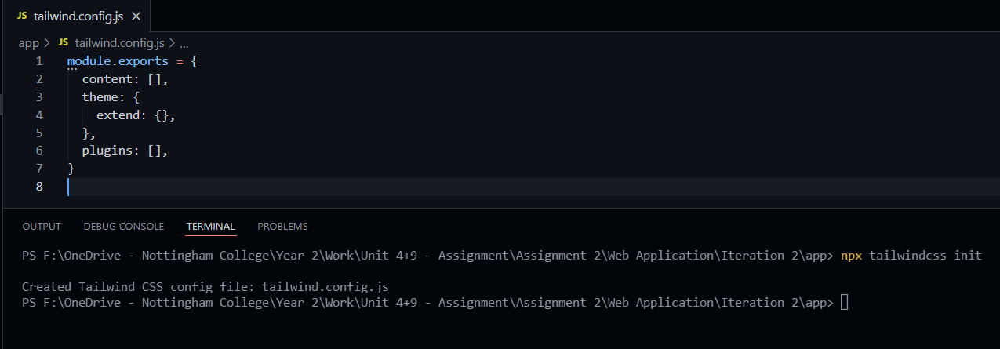 JS tailwind.config.js ×
app > JS tailwind.config.js > ...
1 module.exports = {
2   content: [],
3   theme: {
4     extend: {},
5   },
6   plugins: [],
7 }
8
OUTPUT DEBUG CONSOLE TERMINAL PROBLEMS
PS F:\OneDrive - Nottingham College\Year 2\Work\Unit 4+9 - Assignment\Assignment 2\Web Application\Iteration 2\app> npx tailwindcss init
Created Tailwind CSS config file: tailwind.config.js
PS F:\OneDrive - Nottingham College\Year 2\Work\Unit 4+9 - Assignment\Assignment 2\Web Application\Iteration 2\app>